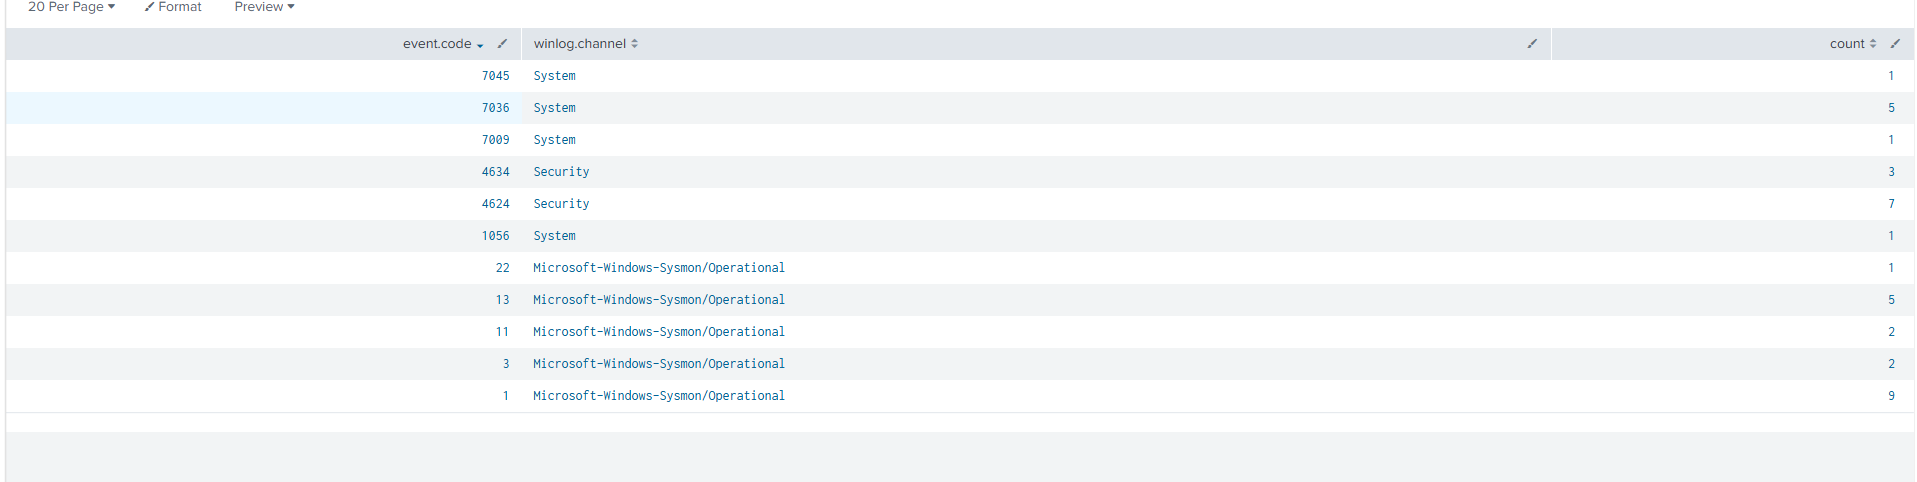 20 Per Page Format Preview
event.code winlog.channel count
7045 System 1
7036 System 5
7009 System 1
4634 Security 3
4624 Security 7
1056 System 1
22 Microsoft-Windows-Sysmon/Operational 1
13 Microsoft-Windows-Sysmon/Operational 5
11 Microsoft-Windows-Sysmon/Operational 2
3 Microsoft-Windows-Sysmon/Operational 2
1 Microsoft-Windows-Sysmon/Operational 9